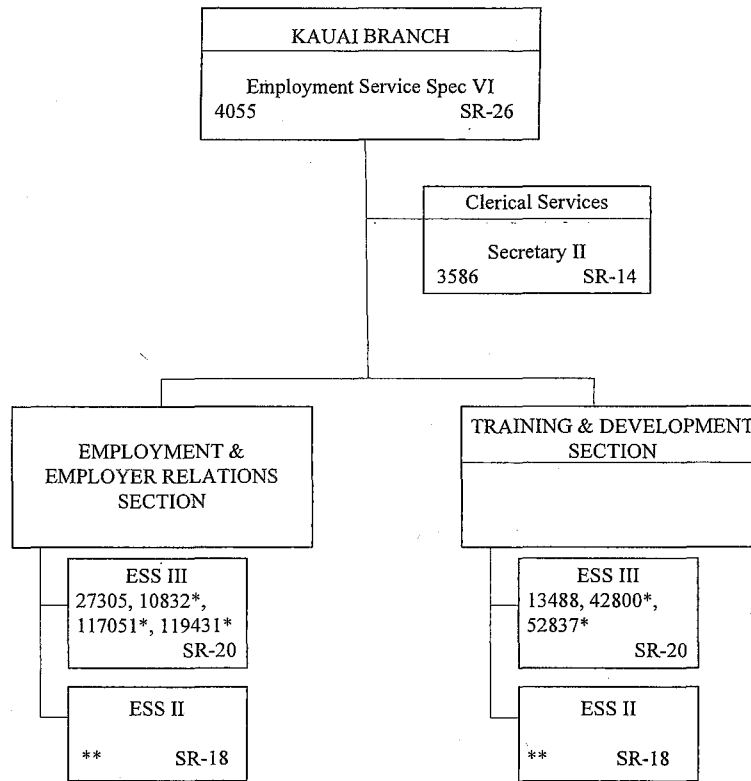 KAUAI BRANCH
Employment Service Spec VI
4055 SR-26
Clerical Services
Secretary II
3586 SR-14
EMPLOYMENT &
EMPLOYER RELATIONS
SECTION
ESS III
27305, 10832*,
117051*, 119431*
SR-20
ESS II
** SR-18
TRAINING & DEVELOPMENT
SECTION
ESS III
13488, 42800*,
52837*
SR-20
ESS II
** SR-18